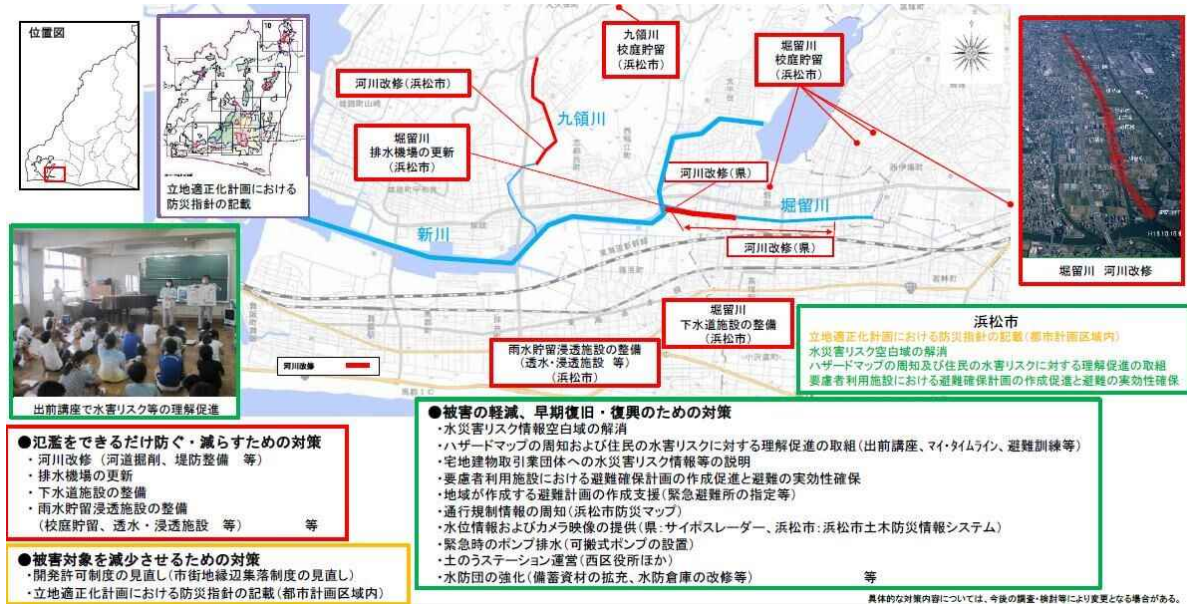 位置図
立地適正化計画における
防災指針の記載
九領川
校庭貯留
(浜松市)
堀留川
校庭貯留
(浜松市)
河川改修(浜松市)
九領川
堀留川
排水機場の更新
(浜松市)
河川改修(県)
堀留川
新川
河川改修(県)
堀留川 河川改修
堀留川
下水道施設の整備
(浜松市)
雨水貯留浸透施設の整備
(透水・浸透施設 等)
(浜松市)
河川改修
浜松市
立地適正化計画における防災指針の記載(都市計画区域内)
水災害リスク空白域の解消
ハザードマップの周知及び住民の水害リスクに対する理解促進の取組
要慮者利用施設における避難確保計画の作成促進と避難の実効性確保
出前講座で水害リスク等の理解促進
●氾濫をできるだけ防ぐ・減らすための対策
・河川改修 (河道掘削、堤防整備 等)
・排水機場の更新
・下水道施設の整備
・雨水貯留浸透施設の整備
(校庭貯留、透水・浸透施設 等) 等
●被害対象を減少させるための対策
・開発許可制度の見直し(市街地縁辺集落制度の見直し)
・立地適正化計画における防災指針の記載(都市計画区域内)
●被害の軽減、早期復旧・復興のための対策
・水災害リスク情報空白域の解消
・ハザードマップの周知および住民の水害リスクに対する理解促進の取組(出前講座、マイ・タイムライン、避難訓練等)
・宅地建物取引業団体への水災害リスク情報等の説明
・要慮者利用施設における避難確保計画の作成促進と避難の実効性確保
・地域が作成する避難計画の作成支援(緊急避難所の指定等)
・通行規制情報の周知(浜松市防災マップ)
・水位情報およびカメラ映像の提供(県:サイポスレーダー、浜松市:浜松市土木防災情報システム)
・緊急時のポンプ排水(可搬式ポンプの設置)
・土のうステーション運営(西区役所ほか)
・水防団の強化(備蓄資材の拡充、水防倉庫の改修等) 等
具体的な対策内容については、今後の調査・検討等により変更となる場合がある。